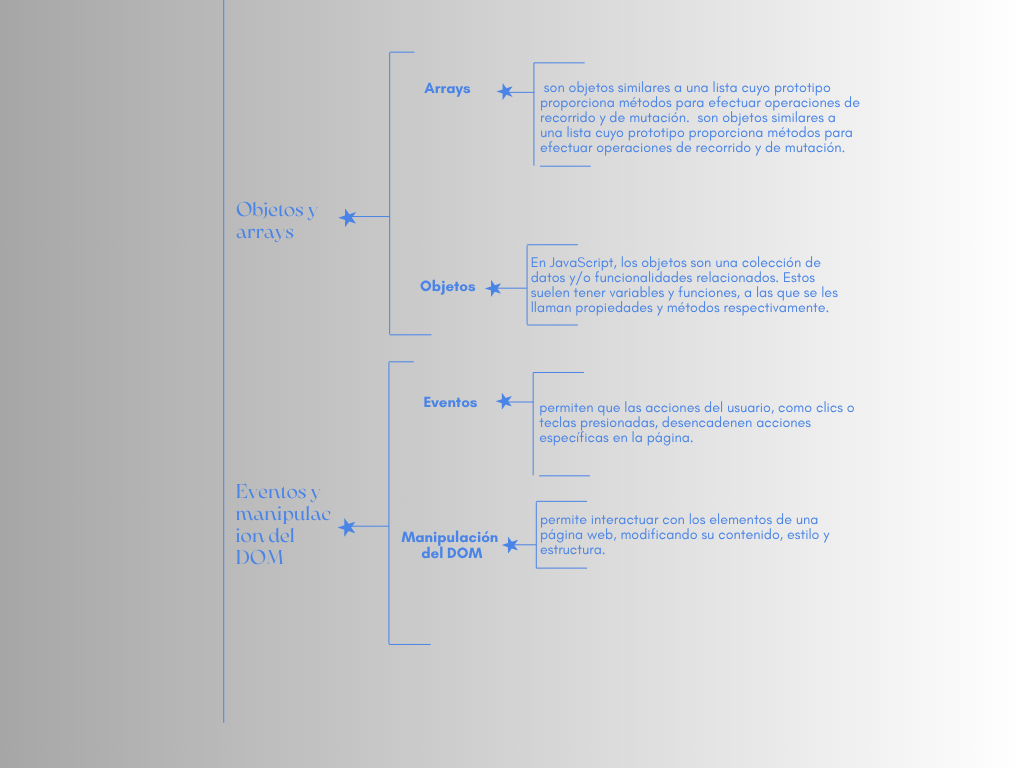 Objetos y
arrays
Arrays
son objetos similares a una lista cuyo prototipo
proporciona métodos para efectuar operaciones de
recorrido y de mutación.  son objetos similares a
una lista cuyo prototipo proporciona métodos para
efectuar operaciones de recorrido y de mutación.
Objetos
En JavaScript, los objetos son una colección de
datos y/o funcionalidades relacionados. Estos
suelen tener variables y funciones, a las que se les
llaman propiedades y métodos respectivamente.
Eventos y
manipulac
ion del
DOM
Eventos
permiten que las acciones del usuario, como clics o
teclas presionadas, desencadenen acciones
específicas en la página.
Manipulación
del DOM
permite interactuar con los elementos de una
página web, modificando su contenido, estilo y
estructura.